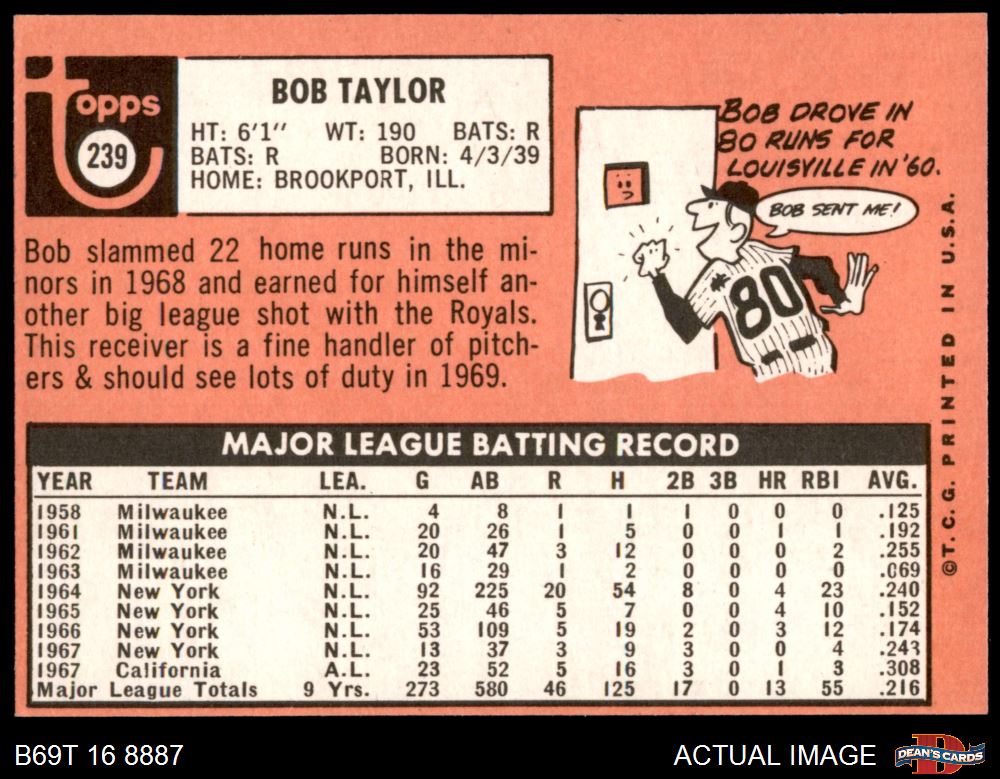 Topps
239
BOB TAYLOR
HT: 6'1" WT: 190 BATS: R
BATS: R BORN: 4/3/39
HOME: BROOKPORT, ILL.
Bob slammed 22 home runs in the mi-
nors in 1968 and earned for himself an-
other big league shot with the Royals.
This receiver is a fine handler of pitch-
ers & should see lots of duty in 1969.
BOB DROVE IN
80 RUNS FOR
LOUISVILLE IN '60.
BOB SENT ME!
80
©T.C.G. PRINTED IN U.S.A.
MAJOR LEAGUE BATTING RECORD
YEAR TEAM LEA. G AB R H 2B 3B HR RBI AVG.
1958 Milwaukee N.L. 4 8 1 1 1 0 0 0 .125
1961 Milwaukee N.L. 20 26 1 5 0 0 1 1 .192
1962 Milwaukee N.L. 20 47 3 12 0 0 0 2 .255
1963 Milwaukee N.L. 16 29 1 2 0 0 0 0 .069
1964 New York N.L. 92 225 20 54 8 0 4 23 .240
1965 New York N.L. 25 46 5 7 0 0 4 10 .152
1966 New York N.L. 53 109 5 19 2 0 3 12 .174
1967 New York N.L. 13 37 3 9 3 0 0 4 .243
1967 California A.L. 23 52 5 16 3 0 1 3 .308
Major League Totals 9 Yrs. 273 580 46 125 17 0 13 55 .216
B69T 16 8887
ACTUAL IMAGE
DEAN'S CARDS